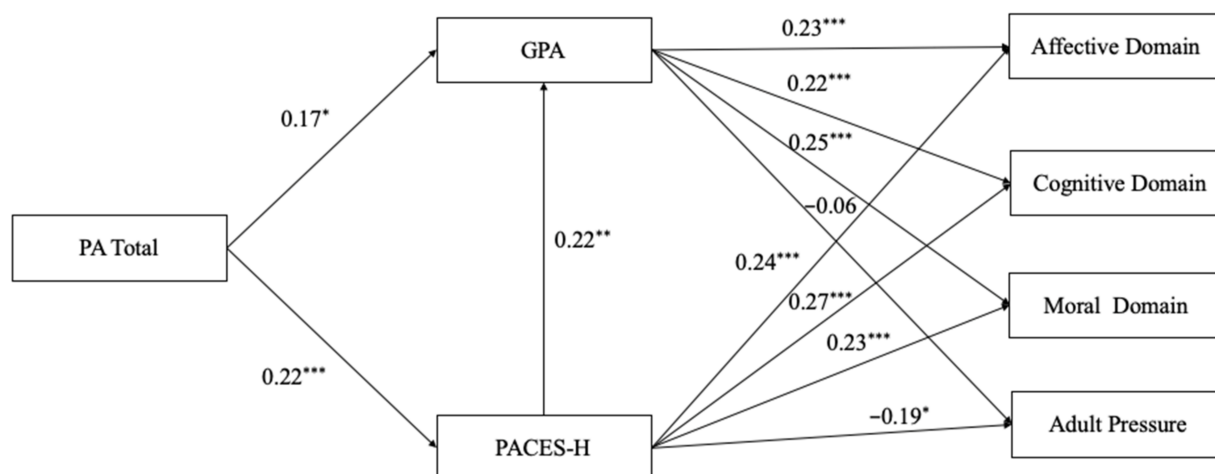 GPA
0.23***
Affective Domain
0.22***
0.17*
0.25***
Cognitive Domain
−0.06
PA Total
0.22**
0.24***
0.27***
Moral Domain
0.23***
0.22***
−0.19*
Adult Pressure
PACES-H